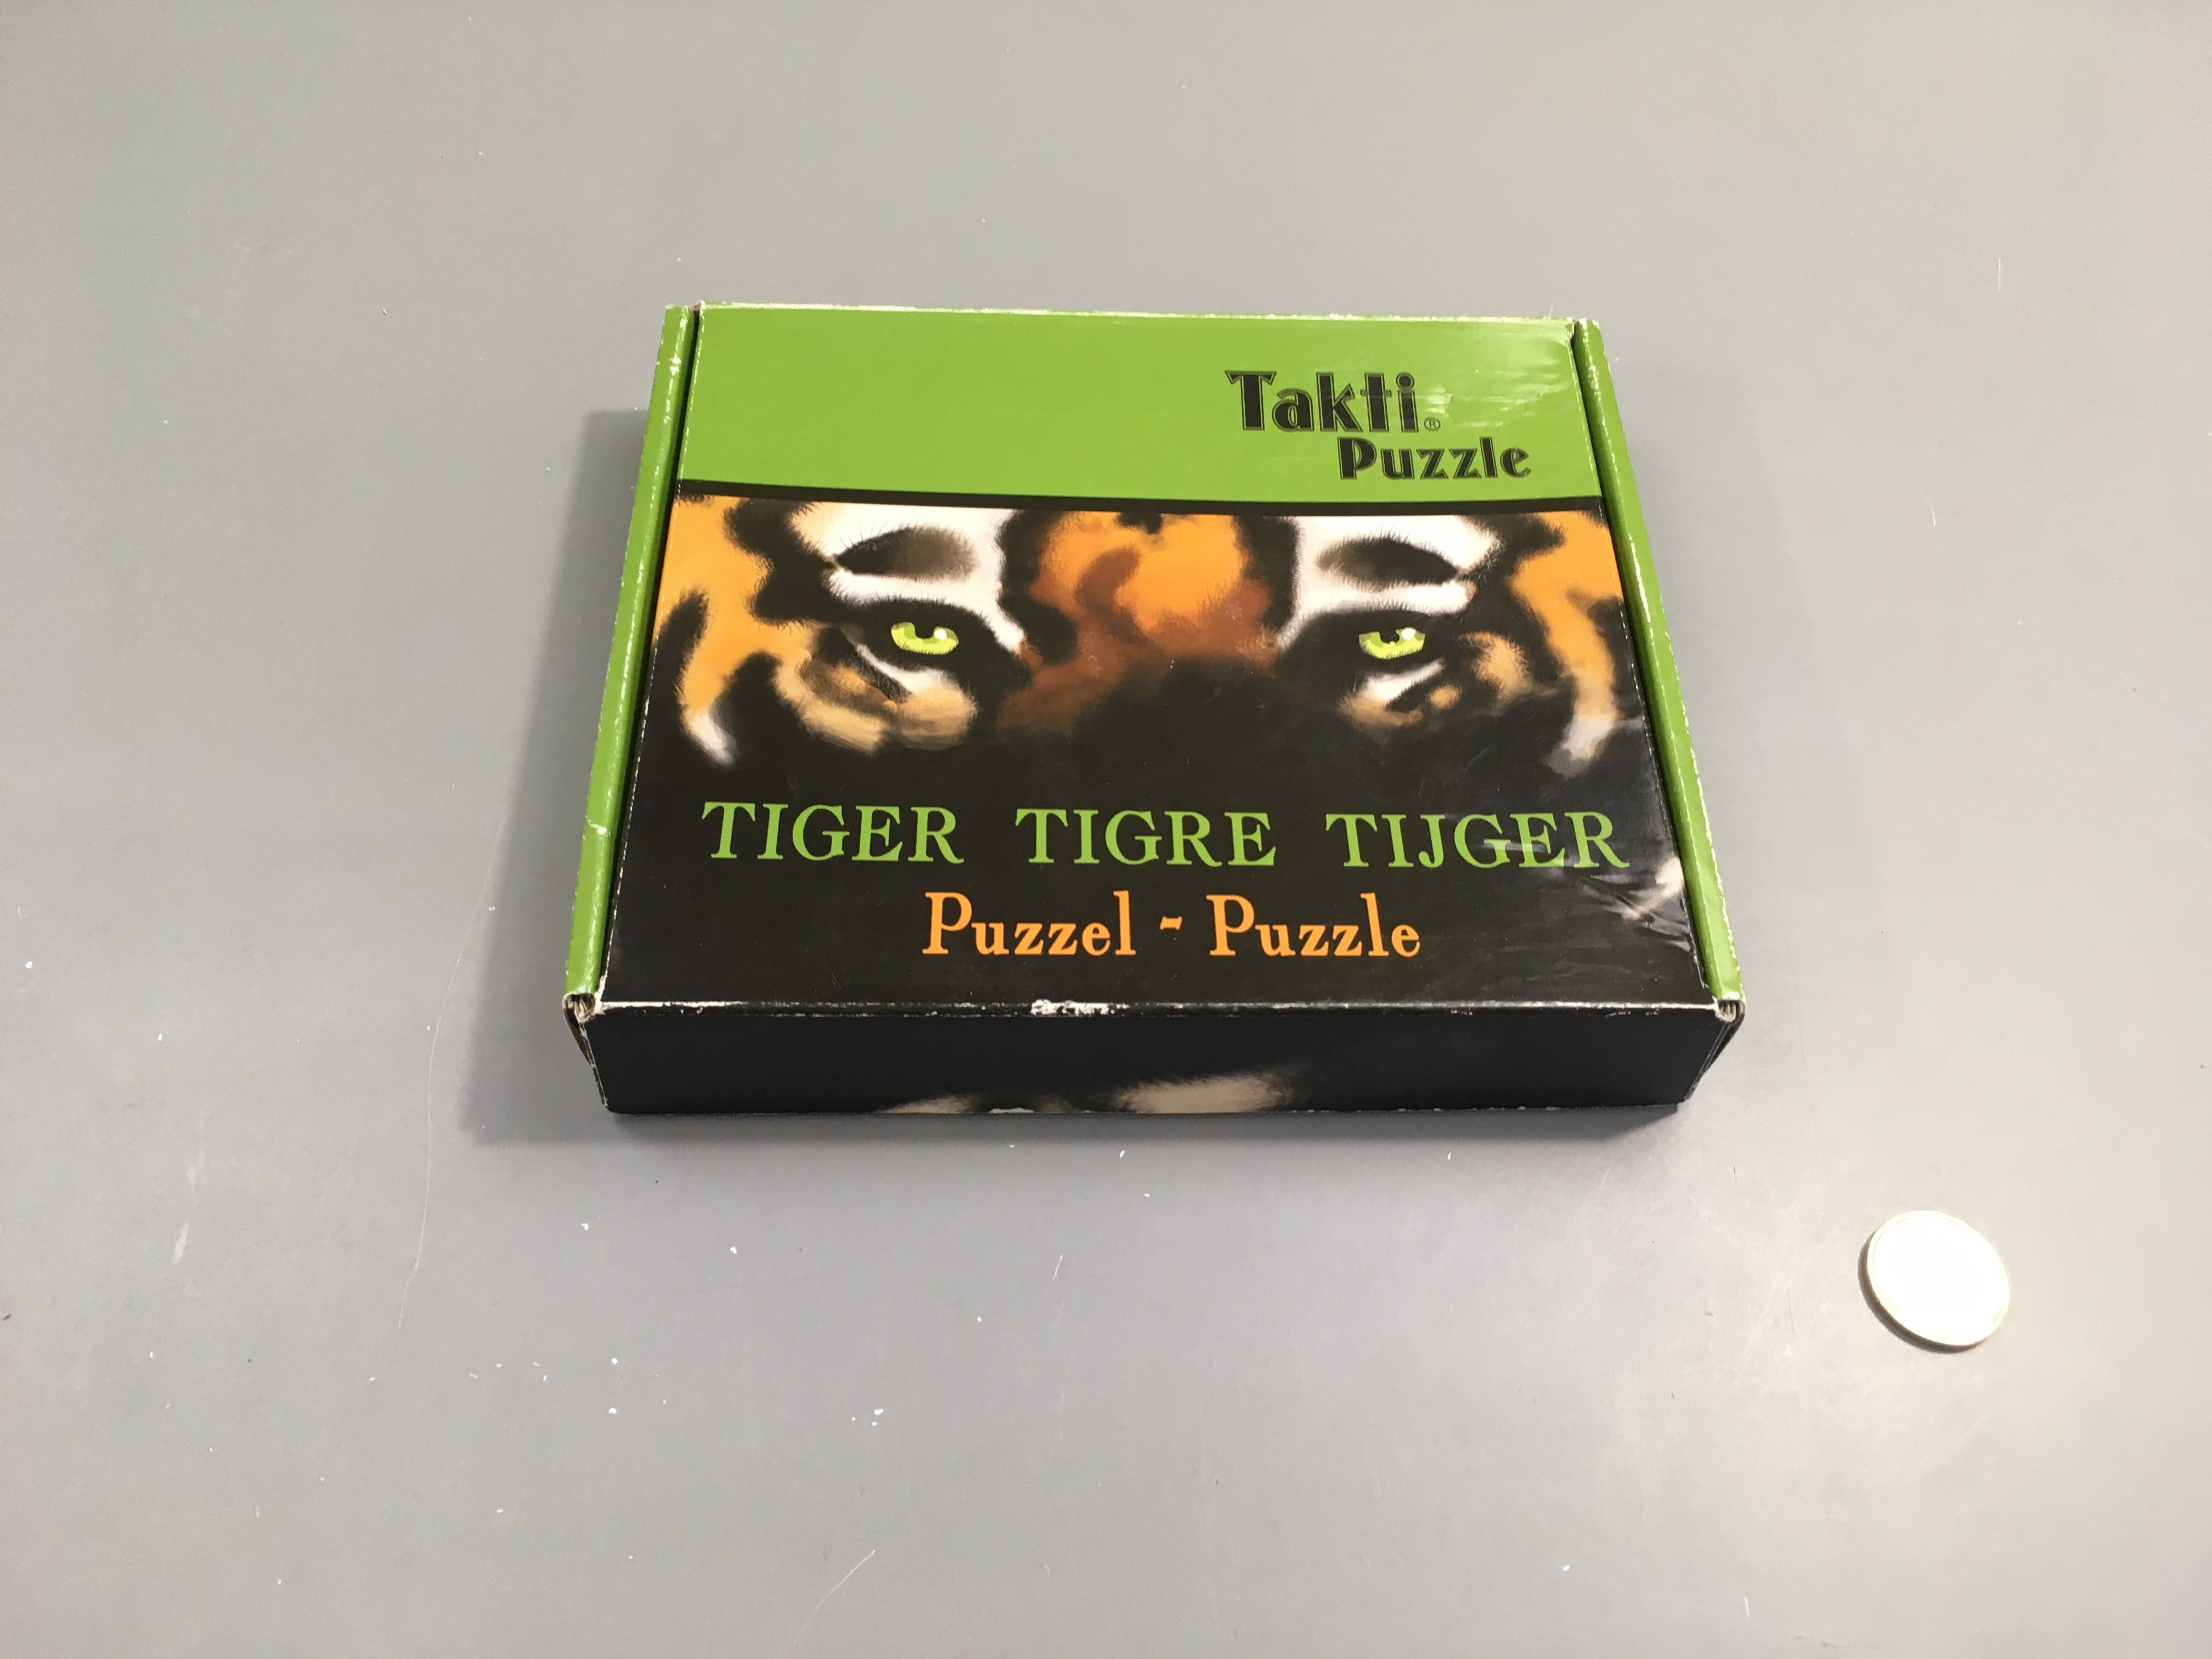 Takti®
Puzzle
TIGER TIGRE TIJGER
Puzzel - Puzzle